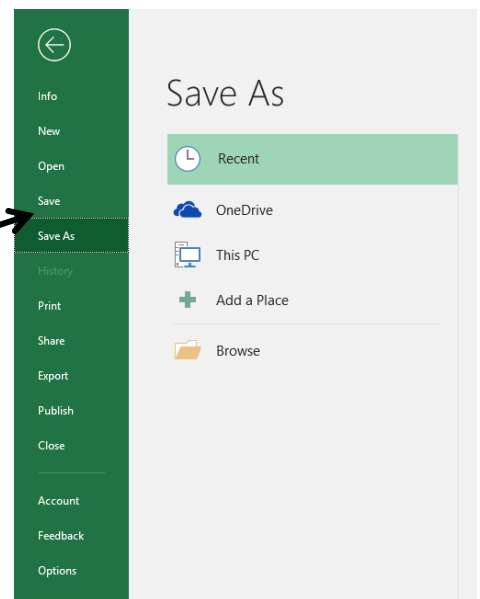 Info
New
Open
Save
Save As
History
Print
Share
Export
Publish
Close
Account
Feedback
Options
Save As
Recent
OneDrive
This PC
Add a Place
Browse